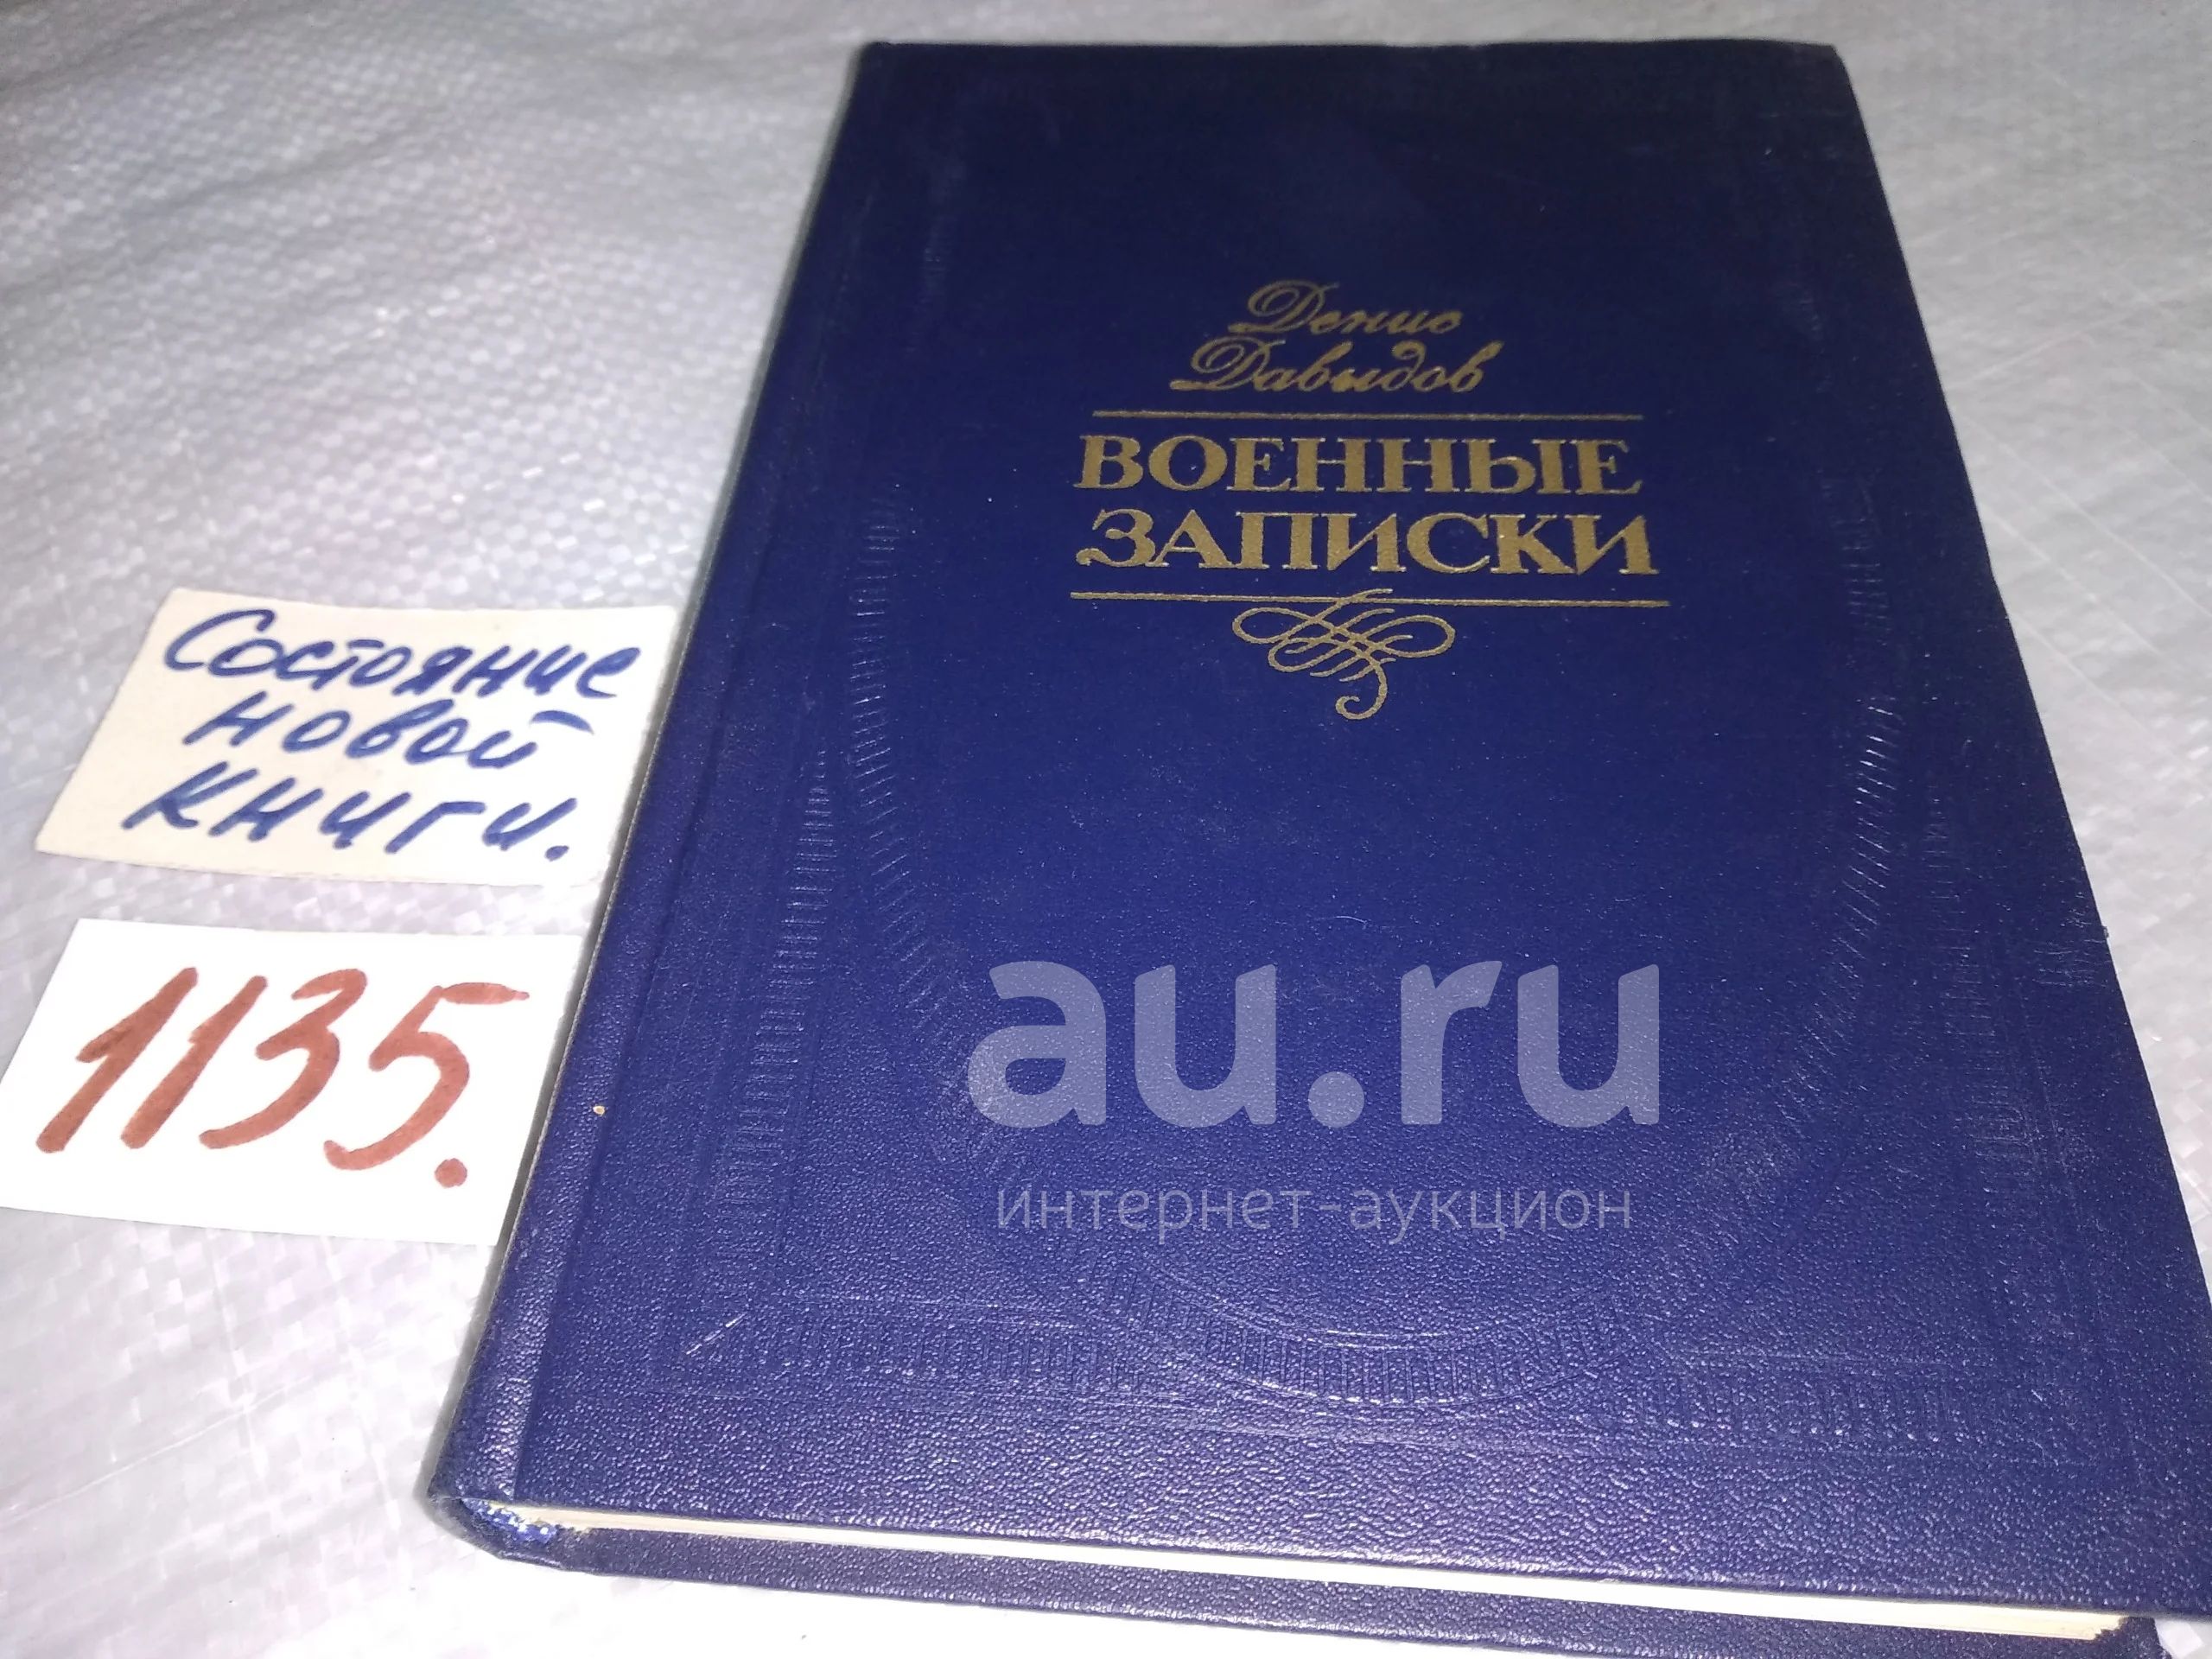 Денис
Давыдов
ВОЕННЫЕ
ЗАПИСКИ
Состояние
новой
книги.
1135.
au.ru
интернет-аукцион